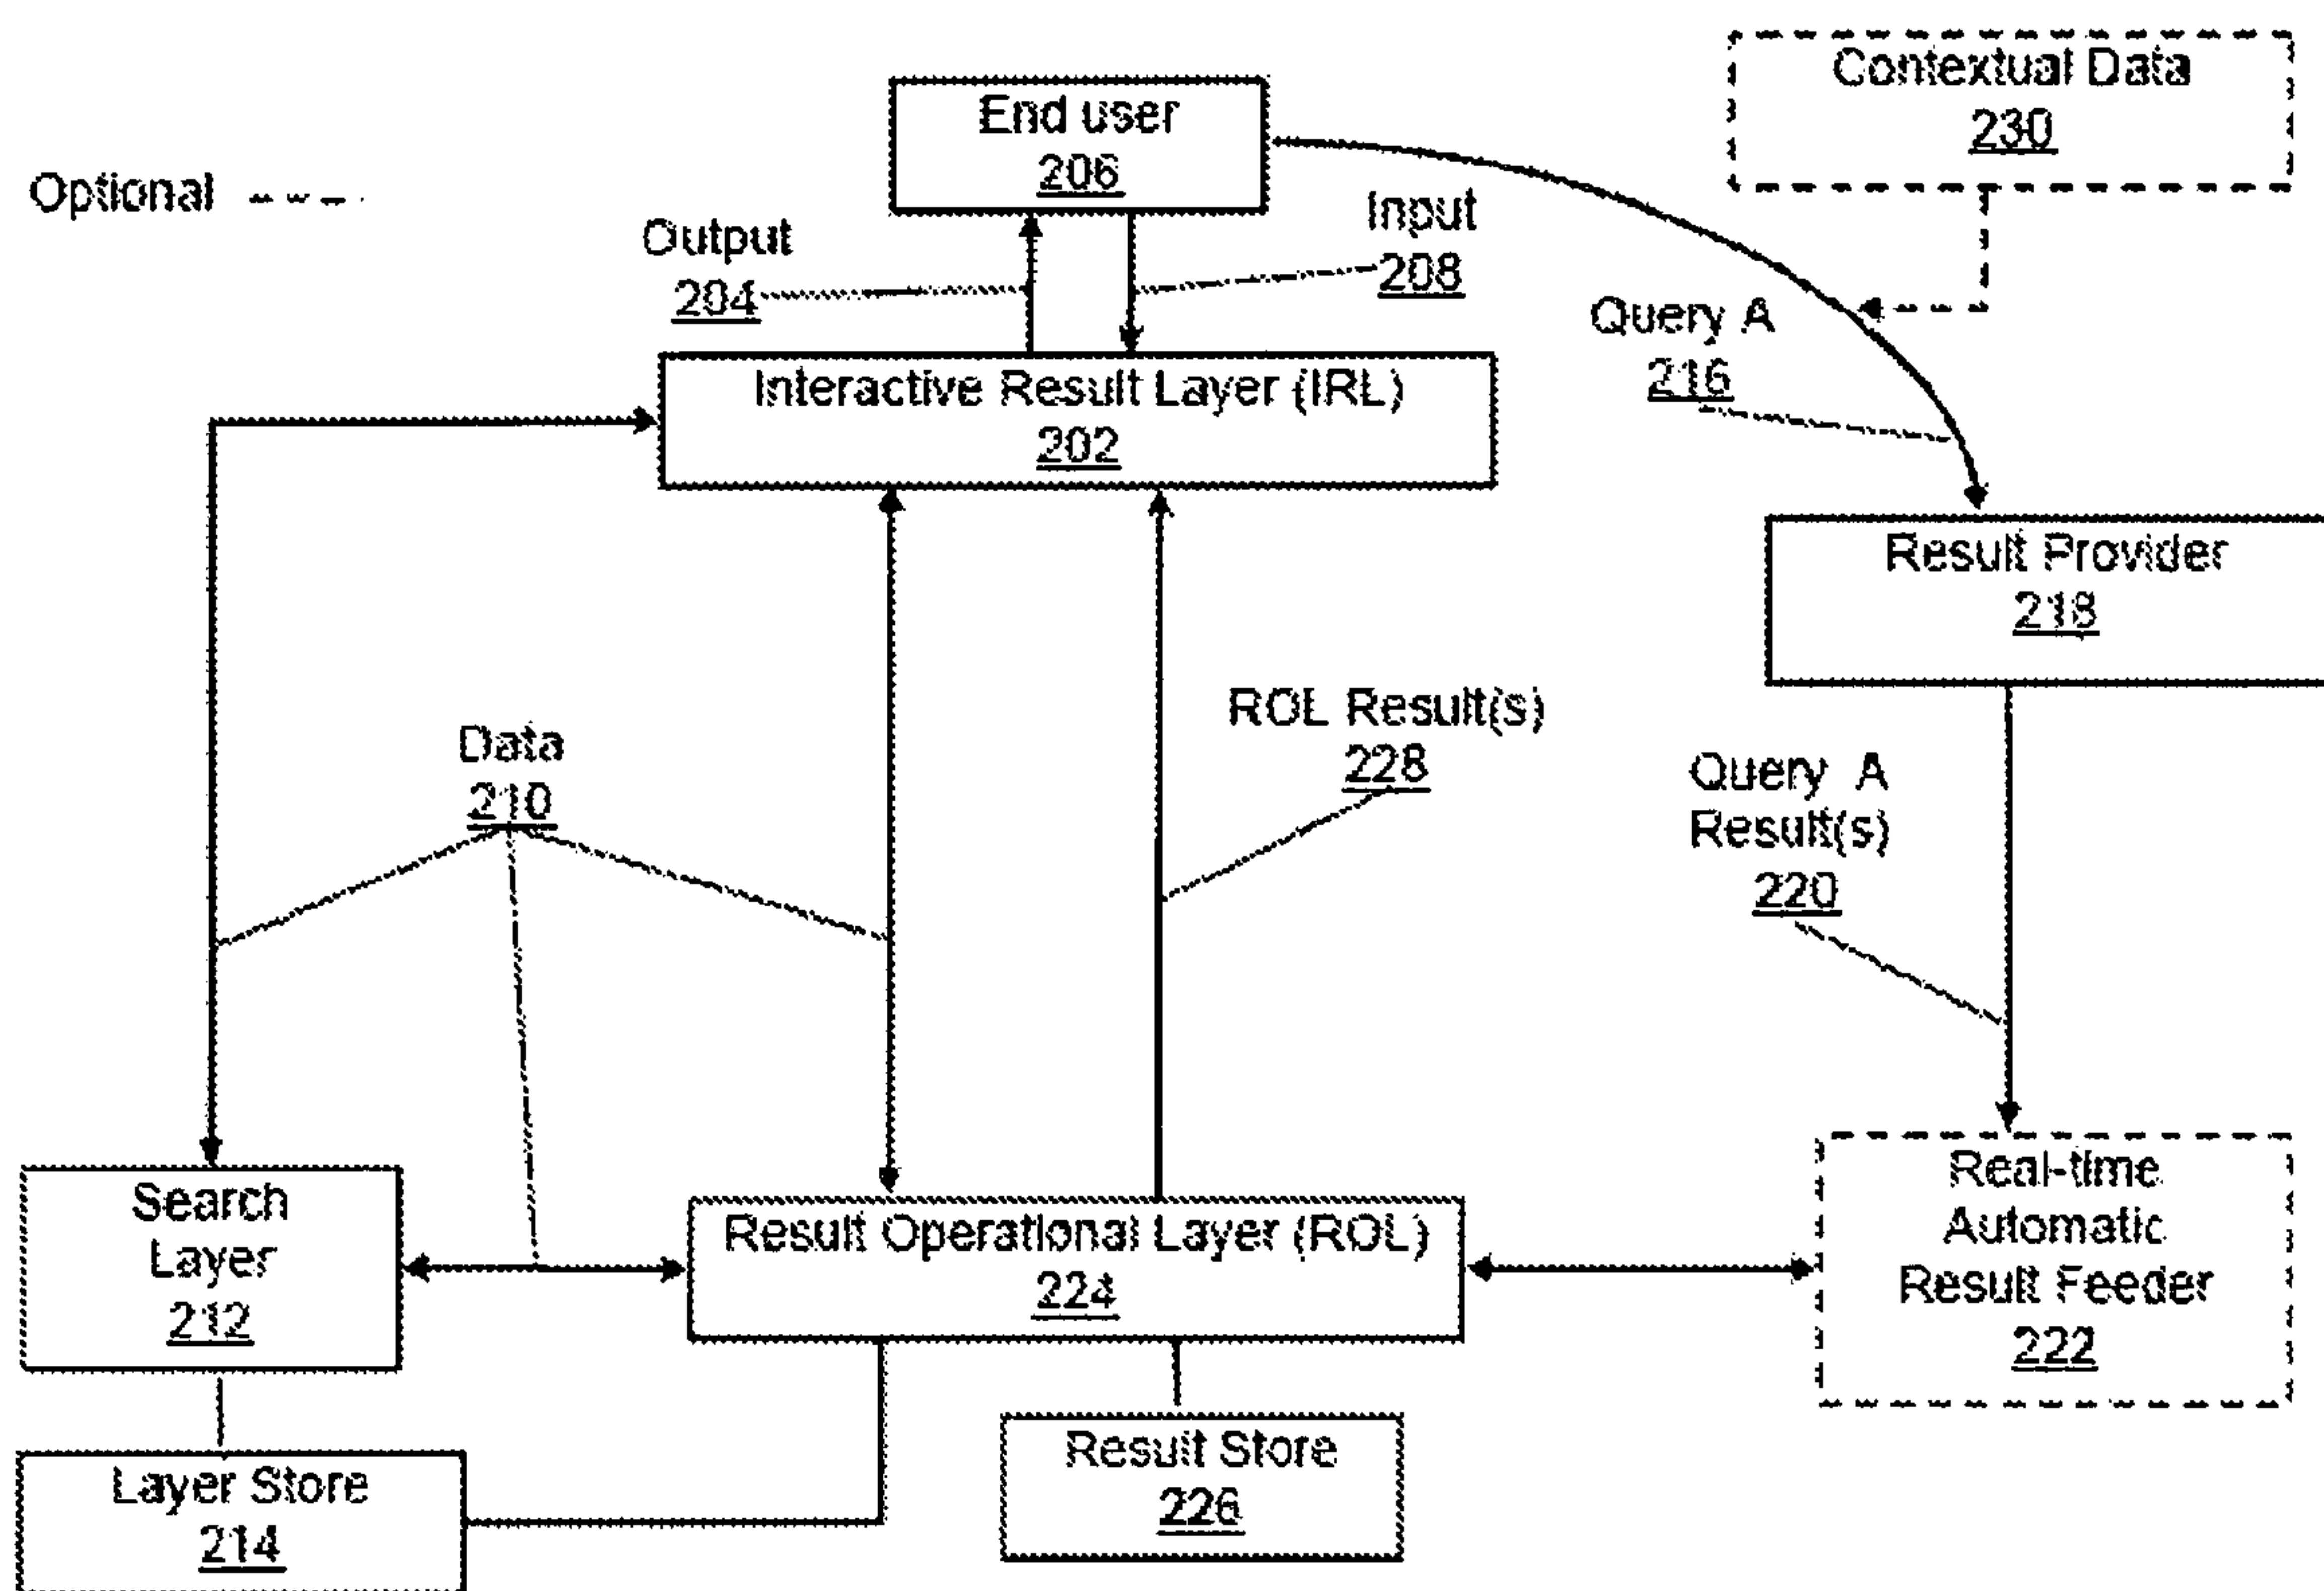 Contextual Data
230
End user
206
Optional
Output
204
Input
208
Query A
216
Interactive Result Layer (IRL)
202
Result Provider
218
Data
210
ROL Result(s)
228
Query A
Result(s)
220
Search
Layer
212
Result Operational Layer (ROL)
224
Real-time
Automatic
Result Feeder
222
Layer Store
214
Result Store
226